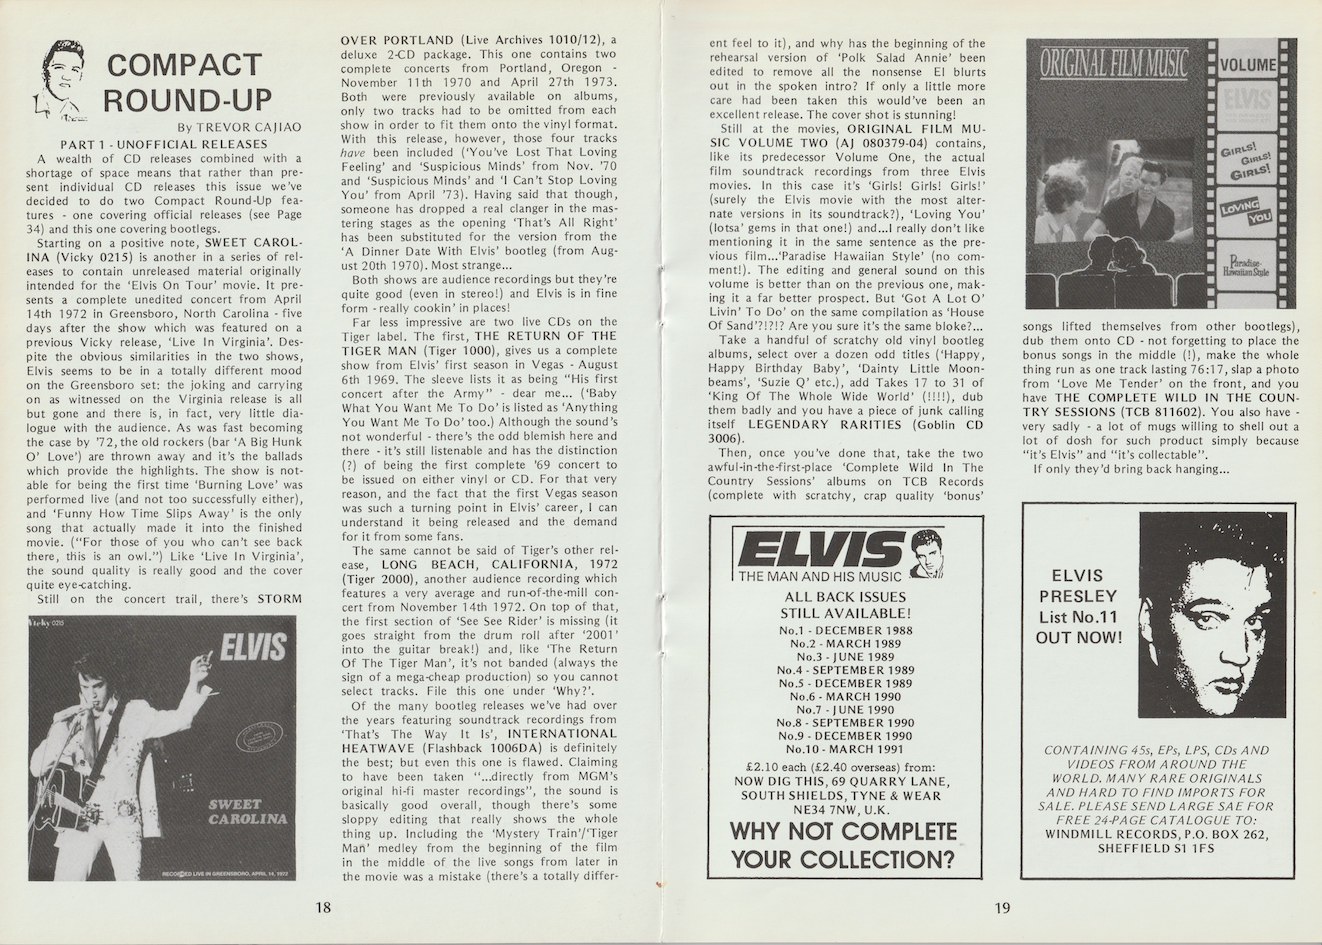 COMPACT
ROUND-UP
By TREVOR CAJIAO
PART 1 - UNOFFICIAL RELEASES
A wealth of CD releases combined with a
shortage of space means that rather than pre-
sent individual CD releases this issue we've
decided to do two Compact Round-Up fea-
tures - one covering official releases (see Page
34) and this one covering bootlegs.
Starting on a positive note, SWEET CAROL-
INA (Vicky 0215) is another in a series of rel-
eases to contain unreleased material originally
intended for the 'Elvis On Tour' movie. It pre-
sents a complete unedited concert from April
14th 1972 in Greensboro, North Carolina - five
days after the show which was featured on a
previous Vicky release, 'Live In Virginia'. Des-
pite the obvious similarities in the two shows,
Elvis seems to be in a totally different mood
on the Greensboro set: the joking and carrying
on as witnessed on the Virginia release is all
but gone and there is, in fact, very little dia-
logue with the audience. As was fast becoming
the case by '72, the old rockers (bar 'A Big Hunk
O' Love') are thrown away and it's the ballads
which provide the highlights. The show is not-
able for being the first time 'Burning Love' was
performed live (and not too successfully either),
and 'Funny How Time Slips Away' is the only
song that actually made it into the finished
movie. ("For those of you who can't see back
there, this is an owl.") Like 'Live In Virginia',
the sound quality is really good and the cover
quite eye-catching.
Still on the concert trail, there's STORM
Vicky 0215
ELVIS
SWEET
CAROLINA
RECORDED LIVE IN GREENSBORO, APRIL 14, 1972
OVER PORTLAND (Live Archives 1010/12), a
deluxe 2-CD package. This one contains two
complete concerts from Portland, Oregon -
November 11th 1970 and April 27th 1973.
Both were previously available on albums,
only two tracks had to be omitted from each
show in order to fit them onto the vinyl format.
With this release, however, those four tracks
have been included ('You've Lost That Loving
Feeling' and 'Suspicious Minds' from Nov. '70
and 'Suspicious Minds' and 'I Can't Stop Loving
You' from April '73). Having said that though,
someone has dropped a real clanger in the mas-
tering stages as the opening 'That's All Right'
has been substituted for the version from the
'A Dinner Date With Elvis' bootleg (from Aug-
ust 20th 1970). Most strange...
Both shows are audience recordings but they're
quite good (even in stereo!) and Elvis is in fine
form - really cookin' in places!
Far less impressive are two live CDs on the
Tiger label. The first, THE RETURN OF THE
TIGER MAN (Tiger 1000), gives us a complete
show from Elvis' first season in Vegas - August
6th 1969. The sleeve lists it as being "His first
concert after the Army" - dear me... ('Baby
What You Want Me To Do' is listed as 'Anything
You Want Me To Do' too.) Although the sound's
not wonderful - there's the odd blemish here and
there - it's still listenable and has the distinction
(?) of being the first complete '69 concert to
be issued on either vinyl or CD. For that very
reason, and the fact that the first Vegas season
was such a turning point in Elvis' career, I can
understand it being released and the demand
for it from some fans.
The same cannot be said of Tiger's other rel-
ease, LONG BEACH, CALIFORNIA, 1972
(Tiger 2000), another audience recording which
features a very average and run-of-the-mill con-
cert from November 14th 1972. On top of that,
the first section of 'See See Rider' is missing (it
goes straight from the drum roll after '2001'
into the guitar break!) and, like 'The Return
Of The Tiger Man', it's not banded (always the
sign of a mega-cheap production) so you cannot
select tracks. File this one under 'Why?'.
Of the many bootleg releases we've had over
the years featuring soundtrack recordings from
'That's The Way It Is', INTERNATIONAL
HEATWAVE (Flashback 1006DA) is definitely
the best; but even this one is flawed. Claiming
to have been taken "...directly from MGM's
original hi-fi master recordings", the sound is
basically good overall, though there's some
sloppy editing that really shows the whole
thing up. Including the 'Mystery Train'/'Tiger
Man' medley from the beginning of the film
in the middle of the live songs from later in
the movie was a mistake (there's a totally differ-
18
ent feel to it), and why has the beginning of the
rehearsal version of 'Polk Salad Annie' been
edited to remove all the nonsense El blurts
out in the spoken intro? If only a little more
care had been taken this would've been an
excellent release. The cover shot is stunning!
Still at the movies, ORIGINAL FILM MU-
SIC VOLUME TWO (AJ 080379-04) contains,
like its predecessor Volume One, the actual
film soundtrack recordings from three Elvis
movies. In this case it's 'Girls! Girls! Girls!'
(surely the Elvis movie with the most alter-
nate versions in its soundtrack?), 'Loving You'
(lotsa' gems in that one!) and...I really don't like
mentioning it in the same sentence as the pre-
vious film...'Paradise Hawaiian Style' (no com-
ment!). The editing and general sound on this
volume is better than on the previous one, mak-
ing it a far better prospect. But 'Got A Lot O'
Livin' To Do' on the same compilation as 'House
Of Sand'?!?!? Are you sure it's the same bloke?...
Take a handful of scratchy old vinyl bootleg
albums, select over a dozen odd titles ('Happy,
Happy Birthday Baby', 'Dainty Little Moon-
beams', 'Suzie Q' etc.), add Takes 17 to 31 of
'King Of The Whole Wide World' (!!!!), dub
them badly and you have a piece of junk calling
itself LEGENDARY RARITIES (Goblin CD
3006).
Then, once you've done that, take the two
awful-in-the-first-place 'Complete Wild In The
Country Sessions' albums on TCB Records
(complete with scratchy, crap quality 'bonus'
ELVIS
THE MAN AND HIS MUSIC
ALL BACK ISSUES
STILL AVAILABLE!
No.1 - DECEMBER 1988
No.2 - MARCH 1989
No.3 - JUNE 1989
No.4 - SEPTEMBER 1989
No.5 - DECEMBER 1989
No.6 - MARCH 1990
No.7 - JUNE 1990
No.8 - SEPTEMBER 1990
No.9 - DECEMBER 1990
No.10 - MARCH 1991
£2.10 each (£2.40 overseas) from:
NOW DIG THIS, 69 QUARRY LANE,
SOUTH SHIELDS, TYNE & WEAR
NE34 7NW, U.K.
WHY NOT COMPLETE
YOUR COLLECTION?
ORIGINAL FILM MUSIC
VOLUME
ELVIS
GIRLS!
GIRLS!
GIRLS!
LOVING
YOU
Paradise-
Hawaiian Style
songs lifted themselves from other bootlegs),
dub them onto CD - not forgetting to place the
bonus songs in the middle (!), make the whole
thing run as one track lasting 76:17, slap a photo
from 'Love Me Tender' on the front, and you
have THE COMPLETE WILD IN THE COUN-
TRY SESSIONS (TCB 811602). You also have -
very sadly - a lot of mugs willing to shell out a
lot of dosh for such product simply because
"it's Elvis" and "it's collectable".
If only they'd bring back hanging...
ELVIS
PRESLEY
List No.11
OUT NOW!
CONTAINING 45s, EPs, LPS, CDs AND
VIDEOS FROM AROUND THE
WORLD. MANY RARE ORIGINALS
AND HARD TO FIND IMPORTS FOR
SALE. PLEASE SEND LARGE SAE FOR
FREE 24-PAGE CATALOGUE TO:
WINDMILL RECORDS, P.O. BOX 262,
SHEFFIELD S1 1FS
19